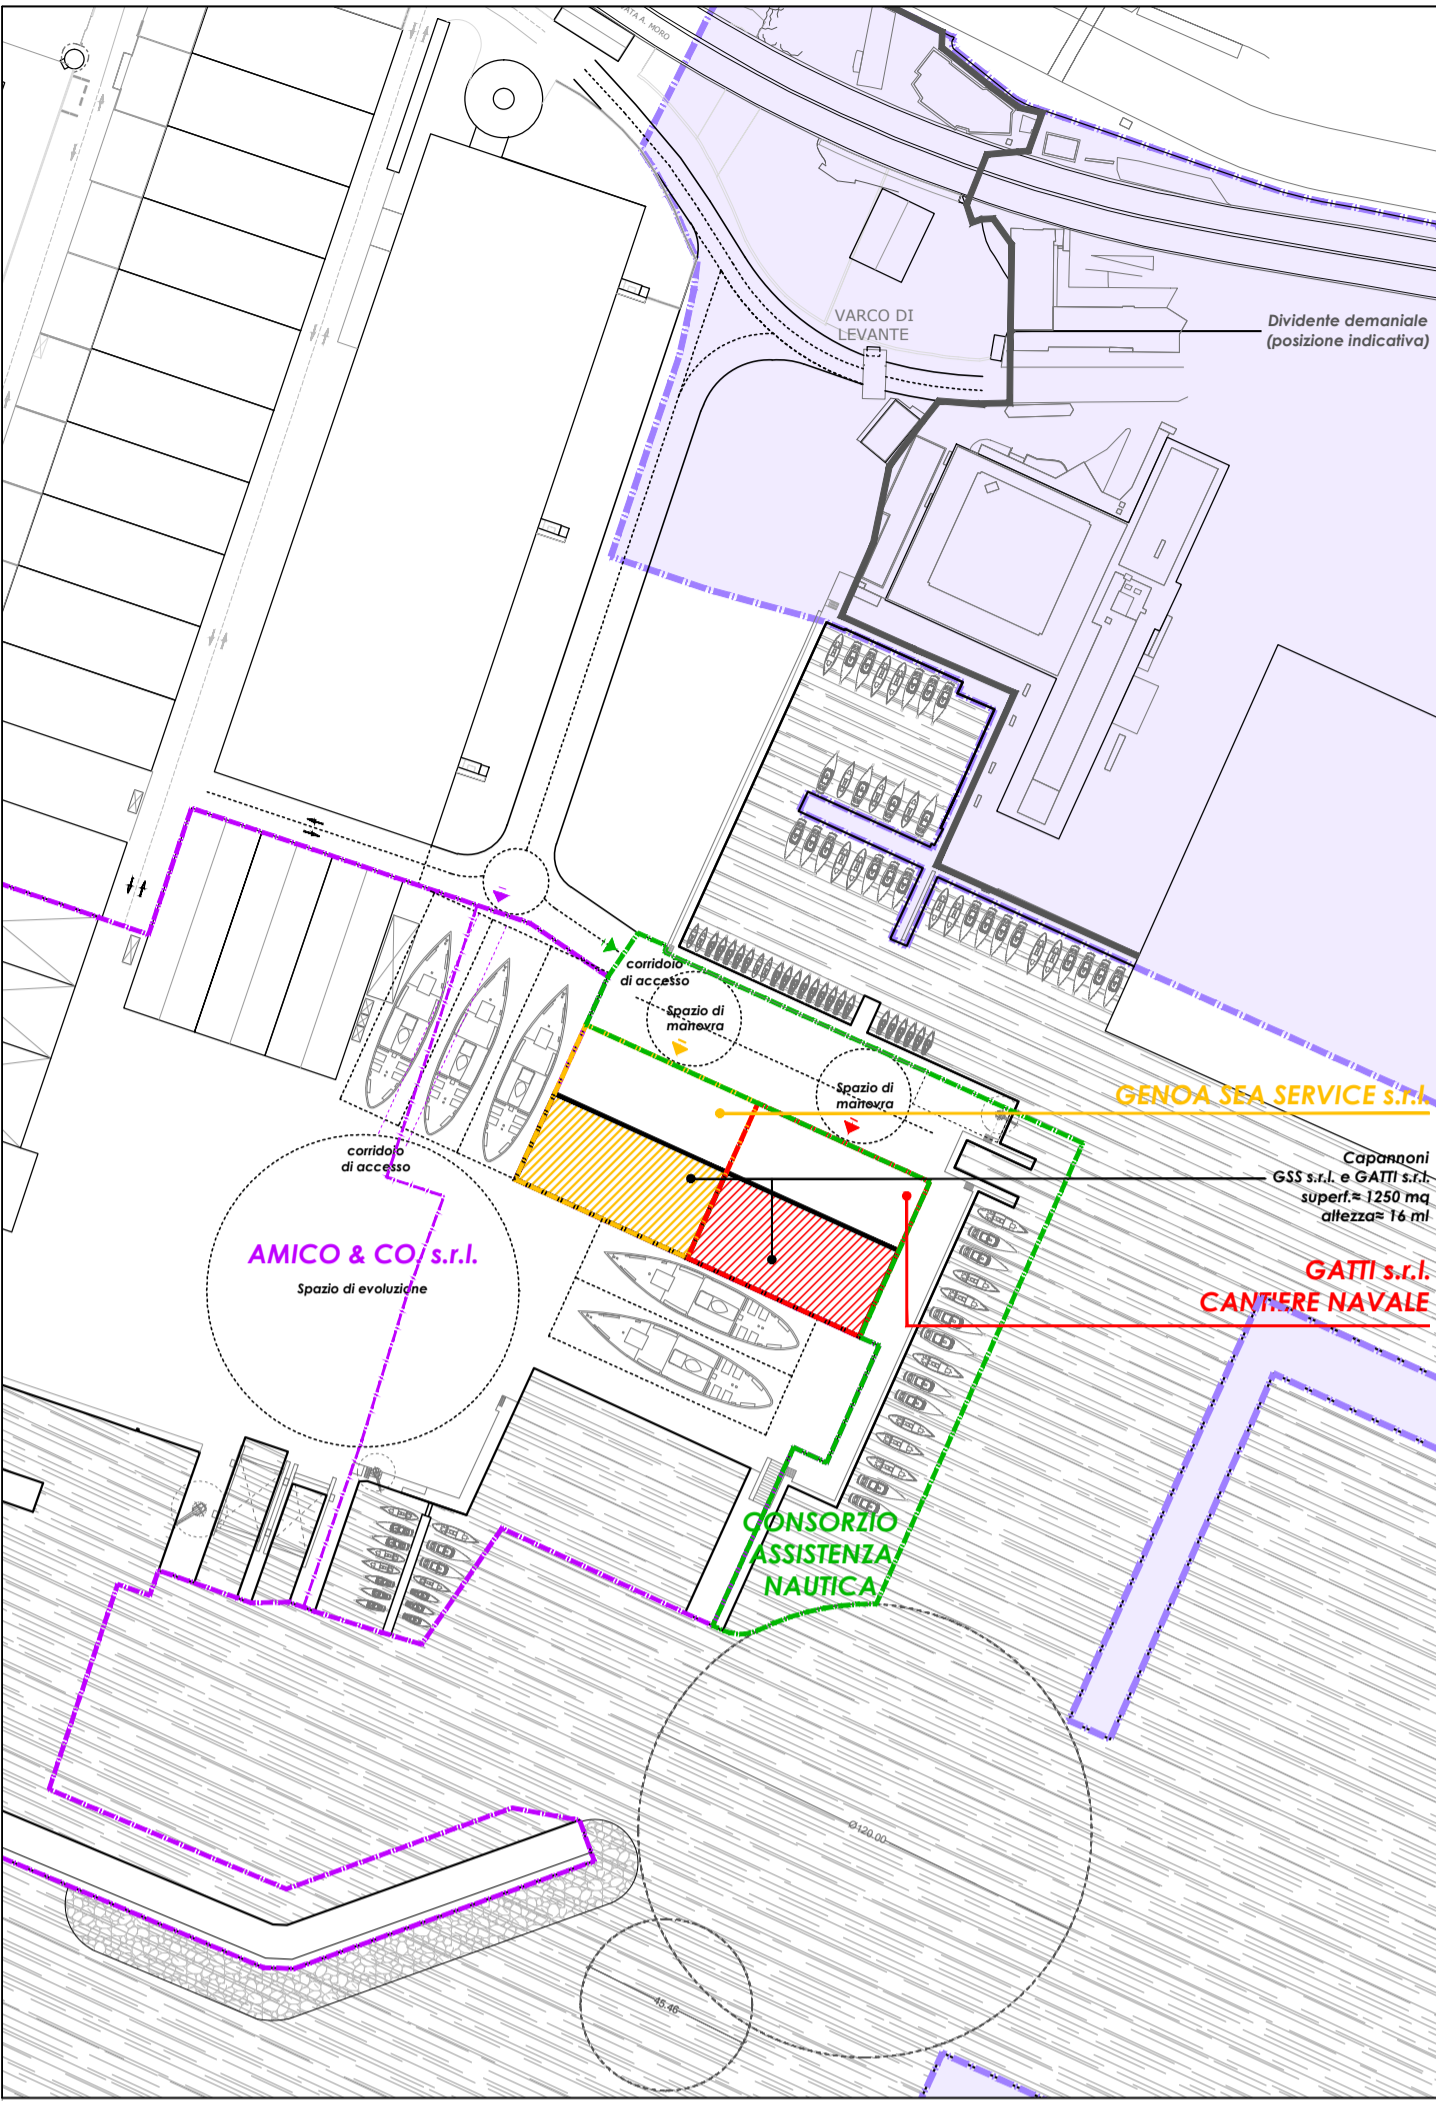 ATA A. MORO
VARCO DI
LEVANTE
Dividente demaniale
(posizione indicativa)
corridoio
di accesso
Spazio di
manovra
Spazio di
manovra
GENOA SEA SERVICE s.r.l.
corridoio
di accesso
Capannoni
GSS s.r.l. e GATTI s.r.l.
superf.≈ 1250 mq
altezza≈ 16 ml
AMICO & CO. s.r.l.
Spazio di evoluzione
GATTI s.r.l.
CANTIERE NAVALE
CONSORZIO
ASSISTENZA
NAUTICA
Ø120.00
45.46